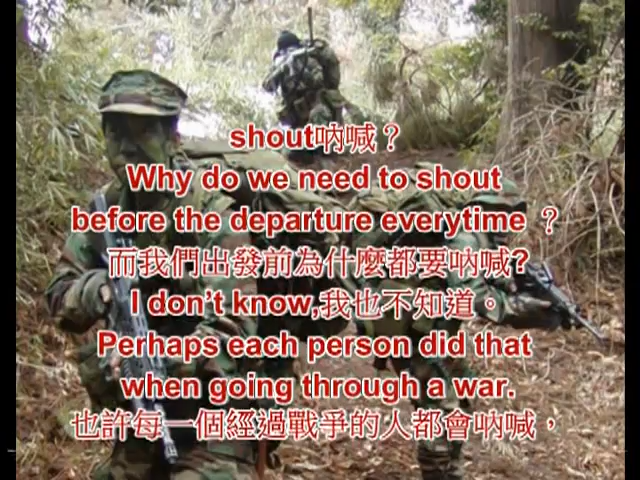 shout吶喊？
Why do we need to shout
before the departure everytime ？
而我們出發前為什麼都要吶喊?
I don't know,我也不知道。
Perhaps each person did that
when going through a war.
也許每一個經過戰爭的人都會吶喊，